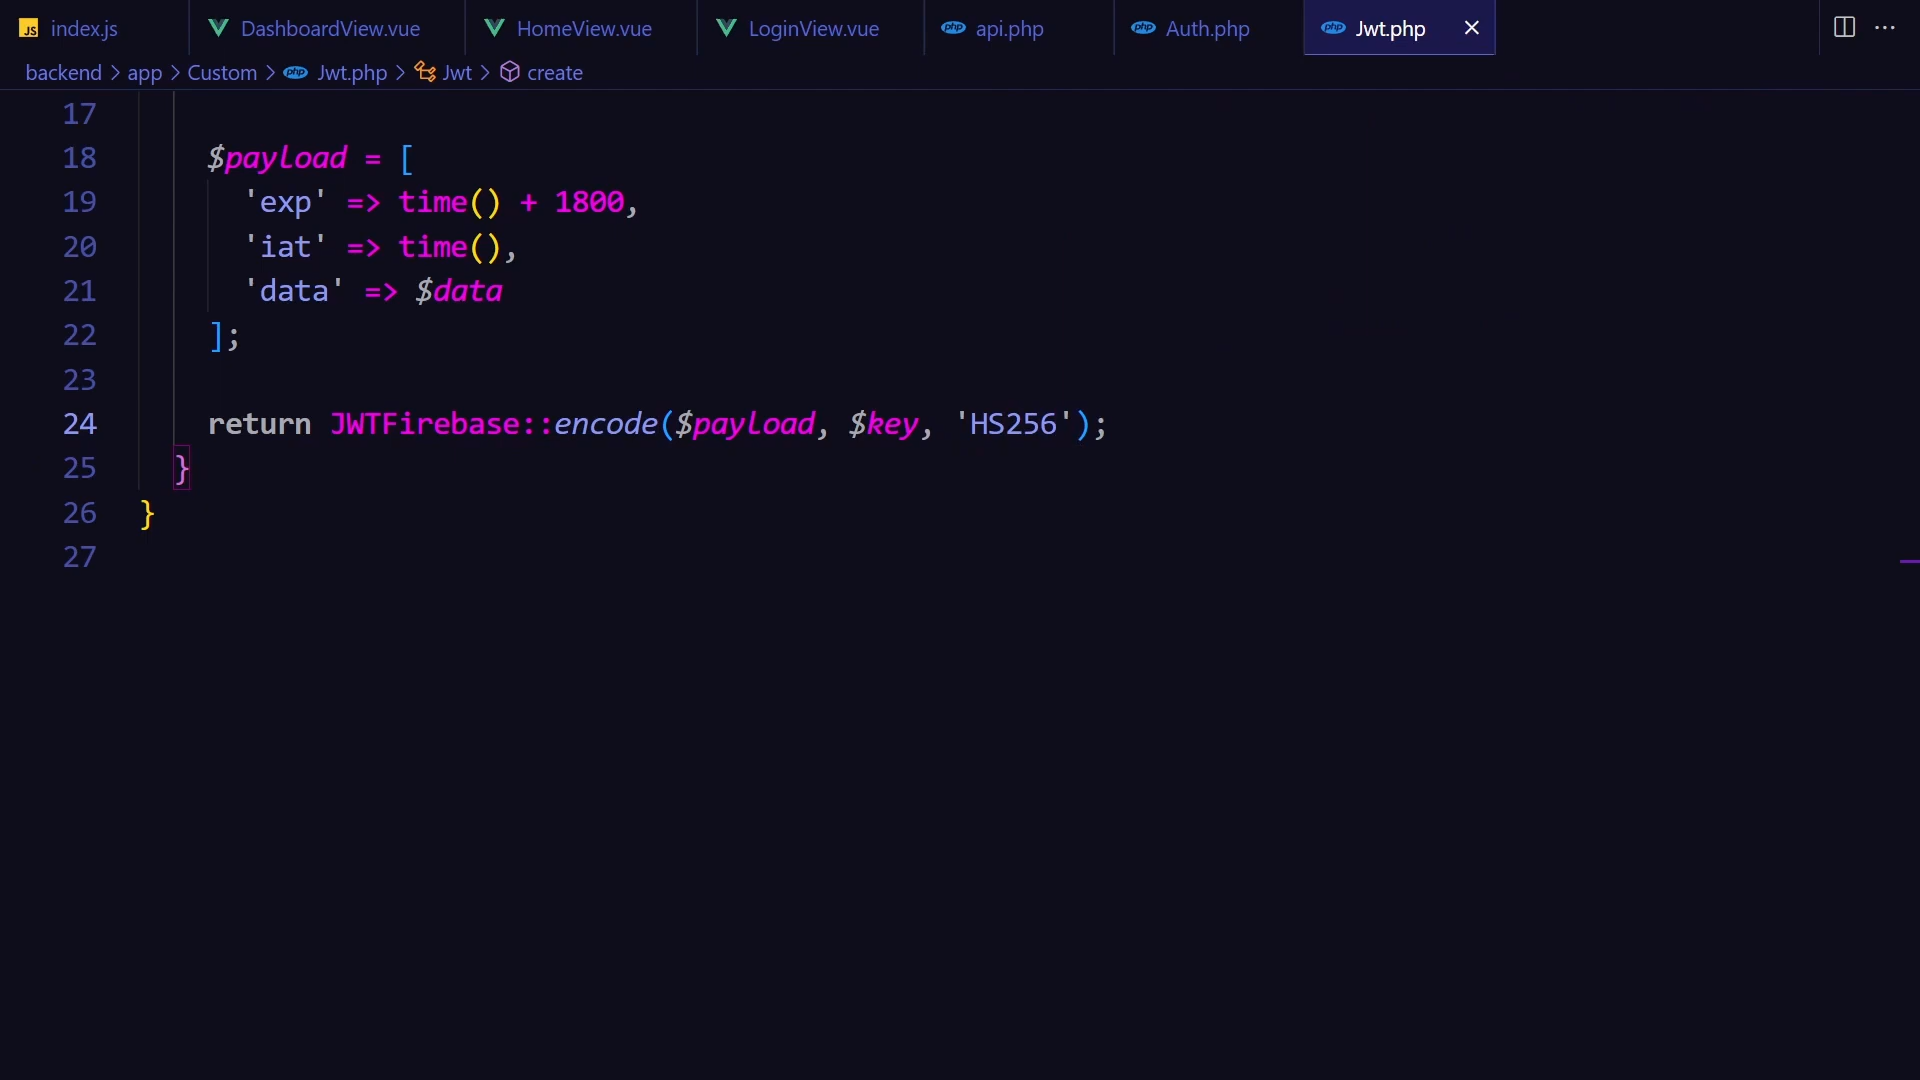 index.js DashboardView.vue HomeView.vue LoginView.vue api.php Auth.php Jwt.php
backend > app > Custom > Jwt.php > Jwt > create
17
18 $payload = [
19 'exp' => time() + 1800,
20 'iat' => time(),
21 'data' => $data
22 ];
23
24 return JWTFirebase::encode($payload, $key, 'HS256');
25 }
26 }
27